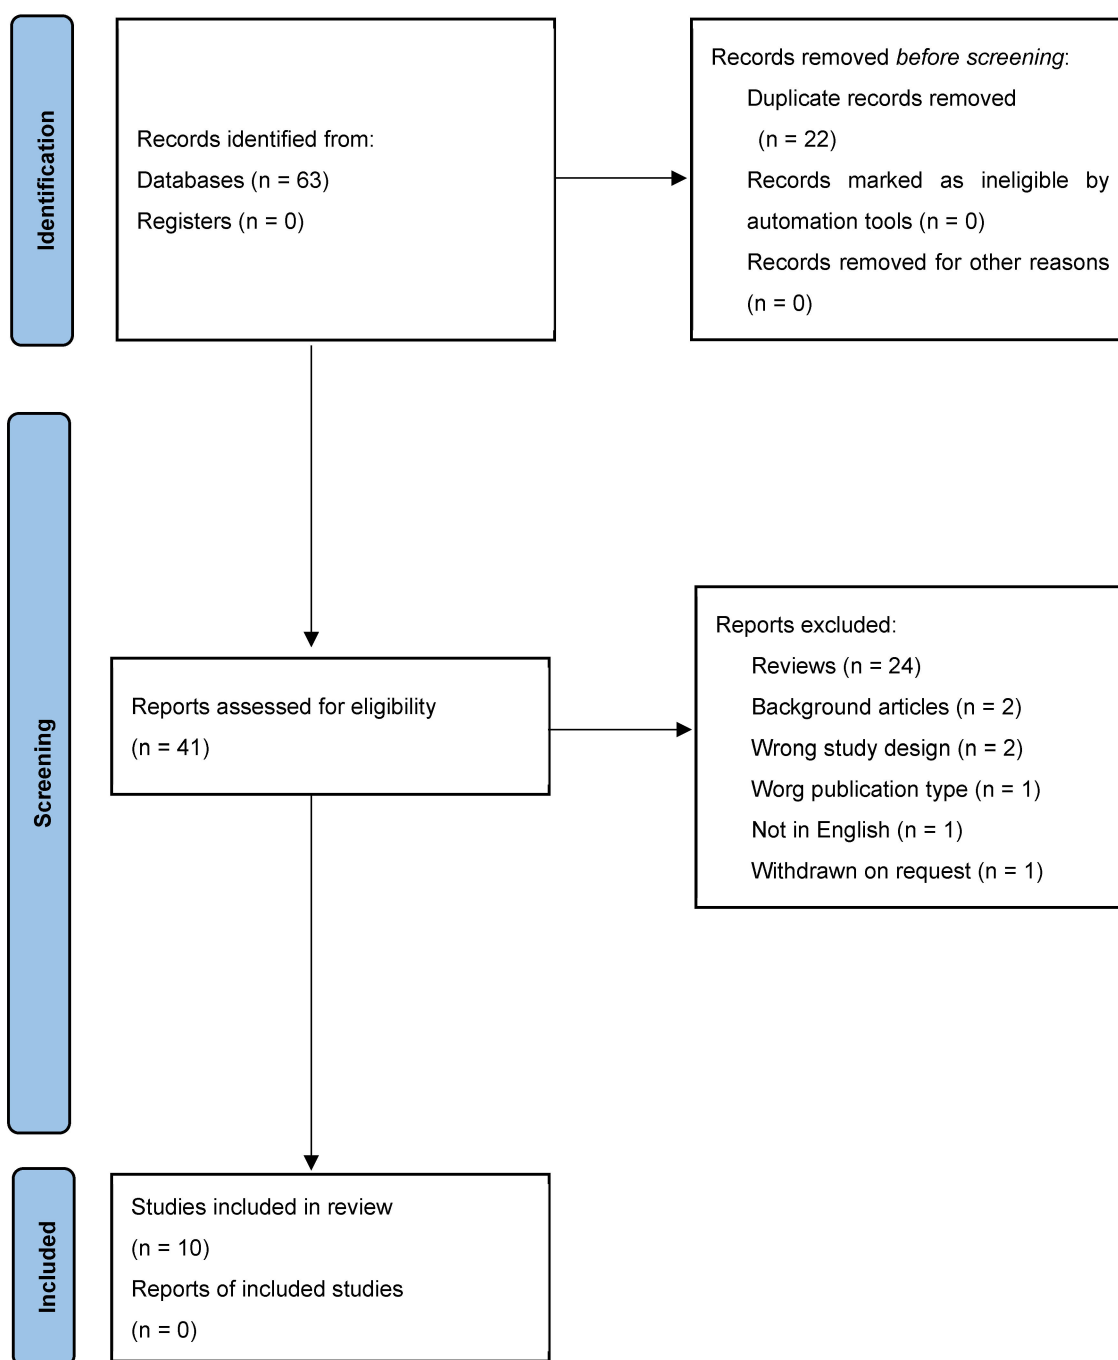 Identification
Records identified from:
Databases (n = 63)
Registers (n = 0)
Records removed before screening:
Duplicate records removed
(n = 22)
Records marked as ineligible by
automation tools (n = 0)
Records removed for other reasons
(n = 0)
Screening
Reports assessed for eligibility
(n = 41)
Reports excluded:
Reviews (n = 24)
Background articles (n = 2)
Wrong study design (n = 2)
Worg publication type (n = 1)
Not in English (n = 1)
Withdrawn on request (n = 1)
Included
Studies included in review
(n = 10)
Reports of included studies
(n = 0)